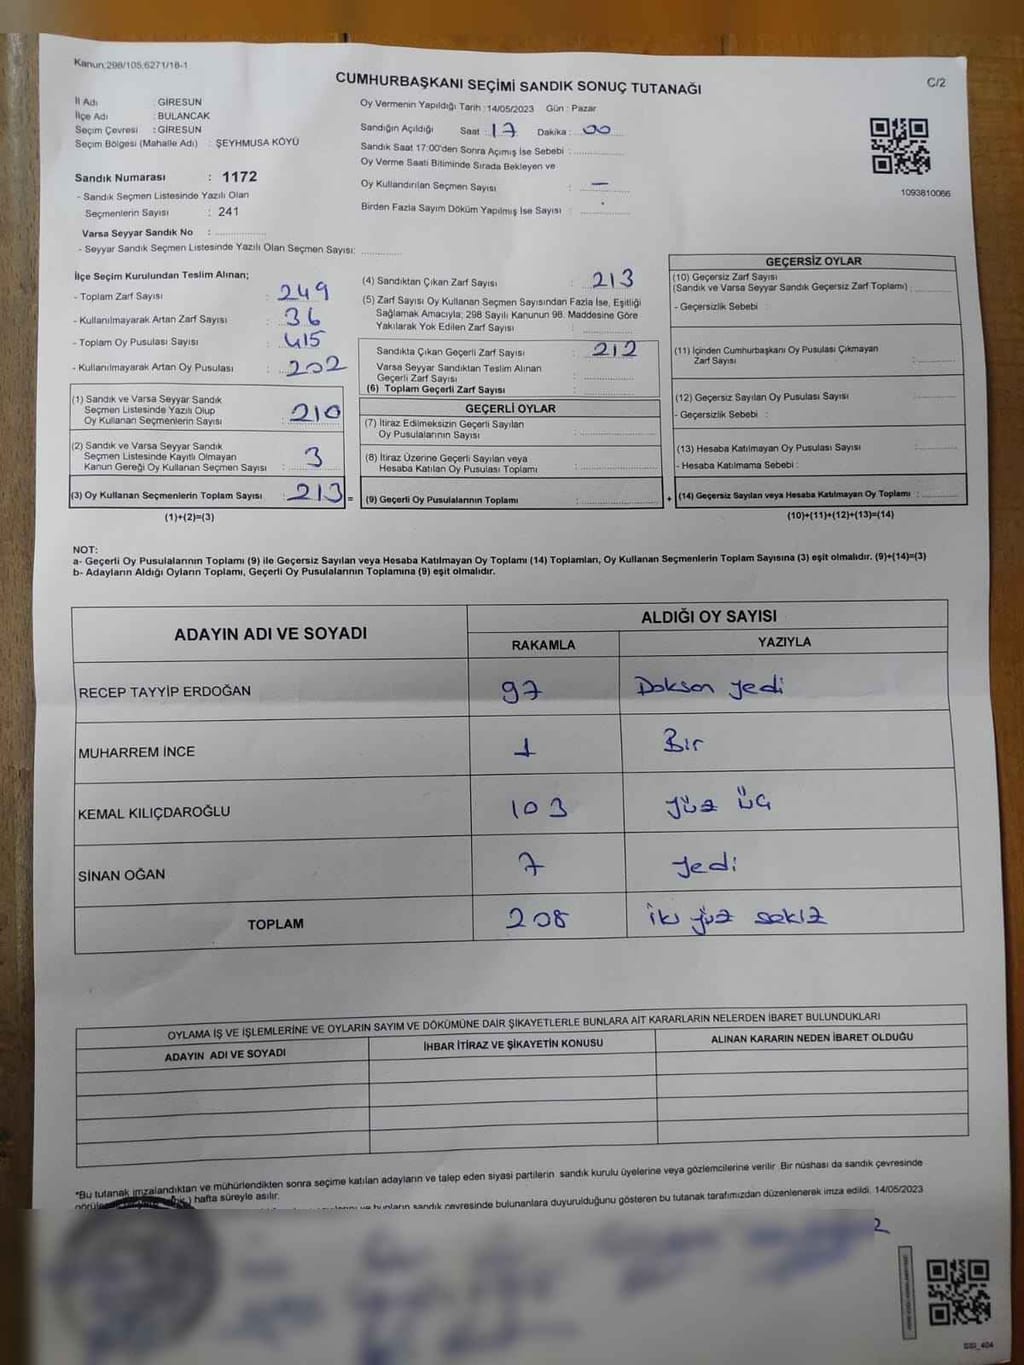 Kanun:298/105;6271/18-1
CUMHURBAŞKANI SEÇİMİ SANDIK SONUÇ TUTANAĞI
C/2
İl Adı : GİRESUN
İlçe Adı : BULANCAK
Seçim Çevresi : GİRESUN
Seçim Bölgesi (Mahalle Adı) : ŞEYHMUSA KÖYÜ
Sandık Numarası : 1172
- Sandık Seçmen Listesinde Yazılı Olan
Seçmenlerin Sayısı : 241
Varsa Seyyar Sandık No :
- Seyyar Sandık Seçmen Listesinde Yazılı Olan Seçmen Sayısı:
Oy Vermenin Yapıldığı Tarih : 14/05/2023 Gün : Pazar
Sandığın Açıldığı Saat : 17 Dakika : 00
Sandık Saat 17:00'den Sonra Açımış İse Sebebi :
Oy Verme Saati Bitiminde Sırada Bekleyen ve
Oy Kullandırılan Seçmen Sayısı : —
Birden Fazla Sayım Döküm Yapılmış İse Sayısı :
1093810066
İlçe Seçim Kurulundan Teslim Alınan;
- Toplam Zarf Sayısı : 249
- Kullanılmayarak Artan Zarf Sayısı : 36
- Toplam Oy Pusulası Sayısı : 415
- Kullanılmayarak Artan Oy Pusulası : 202
(1) Sandık ve Varsa Seyyar Sandık
Seçmen Listesinde Yazılı Olup
Oy Kullanan Seçmenlerin Sayısı : 210
(2) Sandık ve Varsa Seyyar Sandık
Seçmen Listesinde Kayıtlı Olmayan
Kanun Gereği Oy Kullanan Seçmen Sayısı : 3
(3) Oy Kullanan Seçmenlerin Toplam Sayısı : 213 =
(1)+(2)=(3)
(4) Sandıktan Çıkan Zarf Sayısı : 213
(5) Zarf Sayısı Oy Kullanan Seçmen Sayısından Fazla İse, Eşitliği
Sağlamak Amacıyla; 298 Sayılı Kanunun 98. Maddesine Göre
Yakılarak Yok Edilen Zarf Sayısı :
Sandıkta Çıkan Geçerli Zarf Sayısı : 212
Varsa Seyyar Sandıktan Teslim Alınan
Geçerli Zarf Sayısı :
(6) Toplam Geçerli Zarf Sayısı :
GEÇERLİ OYLAR
(7) İtiraz Edilmeksizin Geçerli Sayılan
Oy Pusulalarının Sayısı :
(8) İtiraz Üzerine Geçerli Sayılan veya
Hesaba Katılan Oy Pusulası Toplamı :
(9) Geçerli Oy Pusulalarının Toplamı : +
GEÇERSİZ OYLAR
(10) Geçersiz Zarf Sayısı
(Sandık ve Varsa Seyyar Sandık Geçersiz Zarf Toplamı) :
- Geçersizlik Sebebi :
(11) İçinden Cumhurbaşkanı Oy Pusulası Çıkmayan
Zarf Sayısı :
(12) Geçersiz Sayılan Oy Pusulası Sayısı :
- Geçersizlik Sebebi :
(13) Hesaba Katılmayan Oy Pusulası Sayısı :
- Hesaba Katılmama Sebebi :
(14) Geçersiz Sayılan veya Hesaba Katılmayan Oy Toplamı :
(10)+(11)+(12)+(13)=(14)
NOT:
a- Geçerli Oy Pusulalarının Toplamı (9) ile Geçersiz Sayılan veya Hesaba Katılmayan Oy Toplamı (14) Toplamları, Oy Kullanan Seçmenlerin Toplam Sayısına (3) eşit olmalıdır. (9)+(14)=(3)
b- Adayların Aldığı Oyların Toplamı, Geçerli Oy Pusulalarının Toplamına (9) eşit olmalıdır.
ADAYIN ADI VE SOYADI
ALDIĞI OY SAYISI
RAKAMLA YAZIYLA
RECEP TAYYİP ERDOĞAN 97 Doksan yedi
MUHARREM İNCE 1 Bir
KEMAL KILIÇDAROĞLU 103 yüz üç
SİNAN OĞAN 7 yedi
TOPLAM 208 iki yüz sekiz
OYLAMA İŞ VE İŞLEMLERİNE VE OYLARIN SAYIM VE DÖKÜMÜNE DAİR ŞİKAYETLERLE BUNLARA AİT KARARLARIN NELERDEN İBARET BULUNDUKLARI
ADAYIN ADI VE SOYADI İHBAR İTİRAZ VE ŞİKAYETİN KONUSU ALINAN KARARIN NEDEN İBARET OLDUĞU
*Bu tutanak imzalandıktan ve mühürlendikten sonra seçime katılan adayların ve talep eden siyasi partilerin sandık kurulu üyelerine veya gözlemcilerine verilir. Bir nüshası da sandık çevresinde
hafta süreyle asılır.
bunların sandık çevresinde bulunanlara duyurulduğunu gösteren bu tutanak tarafımızdan düzenlenerek imza edildi. 14/05/2023
2